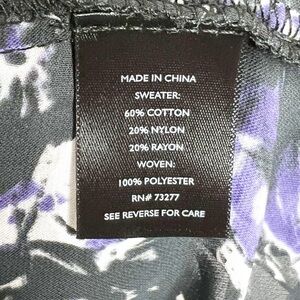 MADE IN CHINA
SWEATER:
60% COTTON
20% NYLON
20% RAYON
WOVEN:
100% POLYESTER
RN# 73277
SEE REVERSE FOR CARE